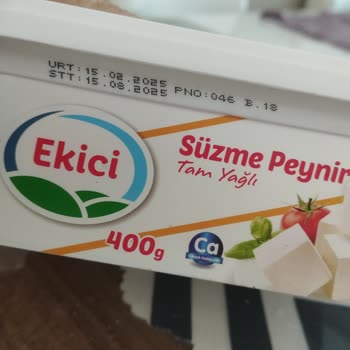 URT:15.02.2025
STT:15.08.2025 PNO:046 B.18
Ekici
Süzme Peynir
Tam Yağlı
400g
Ca